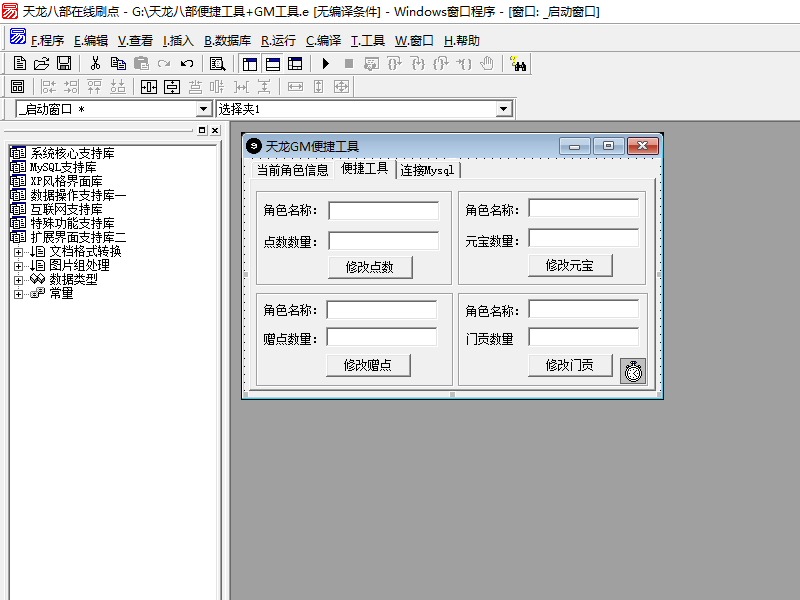 天龙八部在线刷点 - G:\天龙八部便捷工具+GM工具.e [无编译条件] - Windows窗口程序 - [窗口: _启动窗口]
F.程序 E.编辑 V.查看 I.插入 B.数据库 R.运行 C.编译 T.工具 W.窗口 H.帮助
_启动窗口 * 选择夹1
系统核心支持库
MySQL支持库
XP风格界面库
数据操作支持库一
互联网支持库
特殊功能支持库
扩展界面支持库二
文档格式转换
图片组处理
数据类型
常量
天龙GM便捷工具
当前角色信息 便捷工具 连接Mysql
角色名称: 角色名称:
点数数量: 元宝数量:
修改点数 修改元宝
角色名称: 角色名称:
赠点数量: 门贡数量
修改赠点 修改门贡